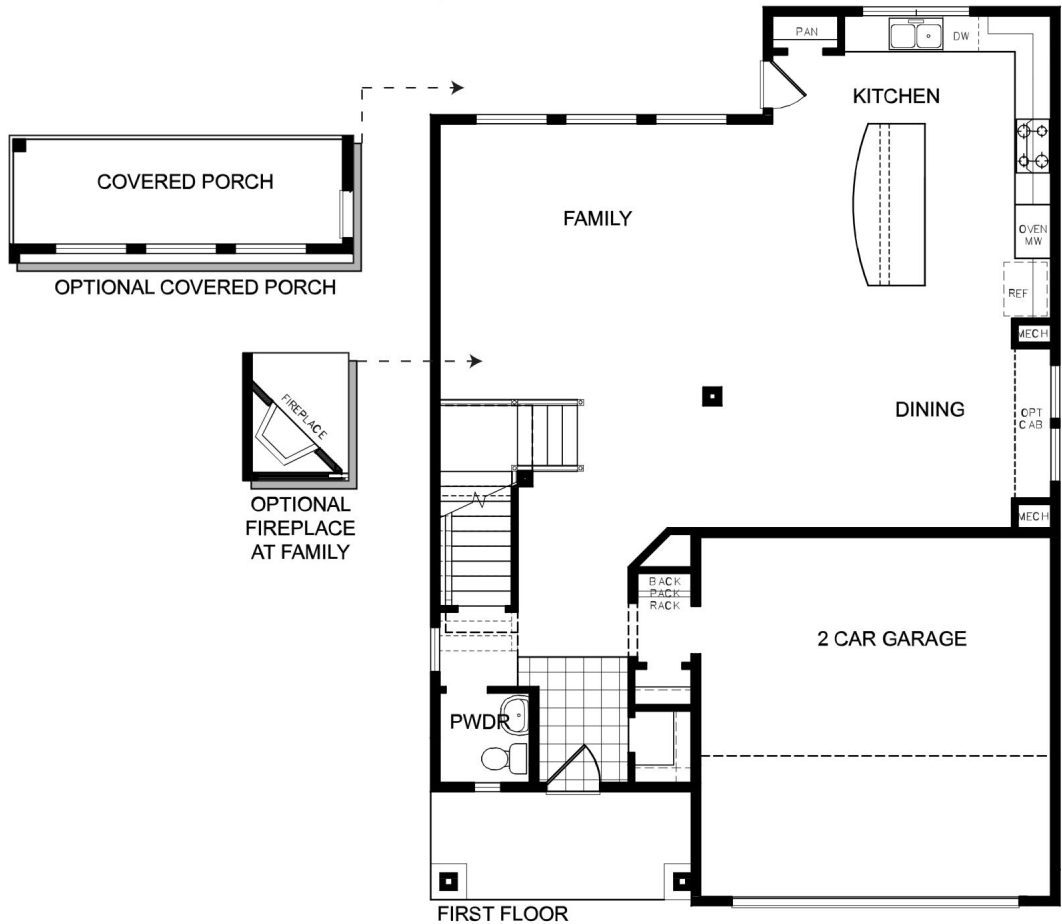 PAN
DW
KITCHEN
COVERED PORCH
FAMILY
OVEN
MW
OPTIONAL COVERED PORCH
REF
MECH
FIREPLACE
DINING
OPT
CAB
OPTIONAL
FIREPLACE
AT FAMILY
MECH
BACK
PACK
RACK
2 CAR GARAGE
PWDR
FIRST FLOOR